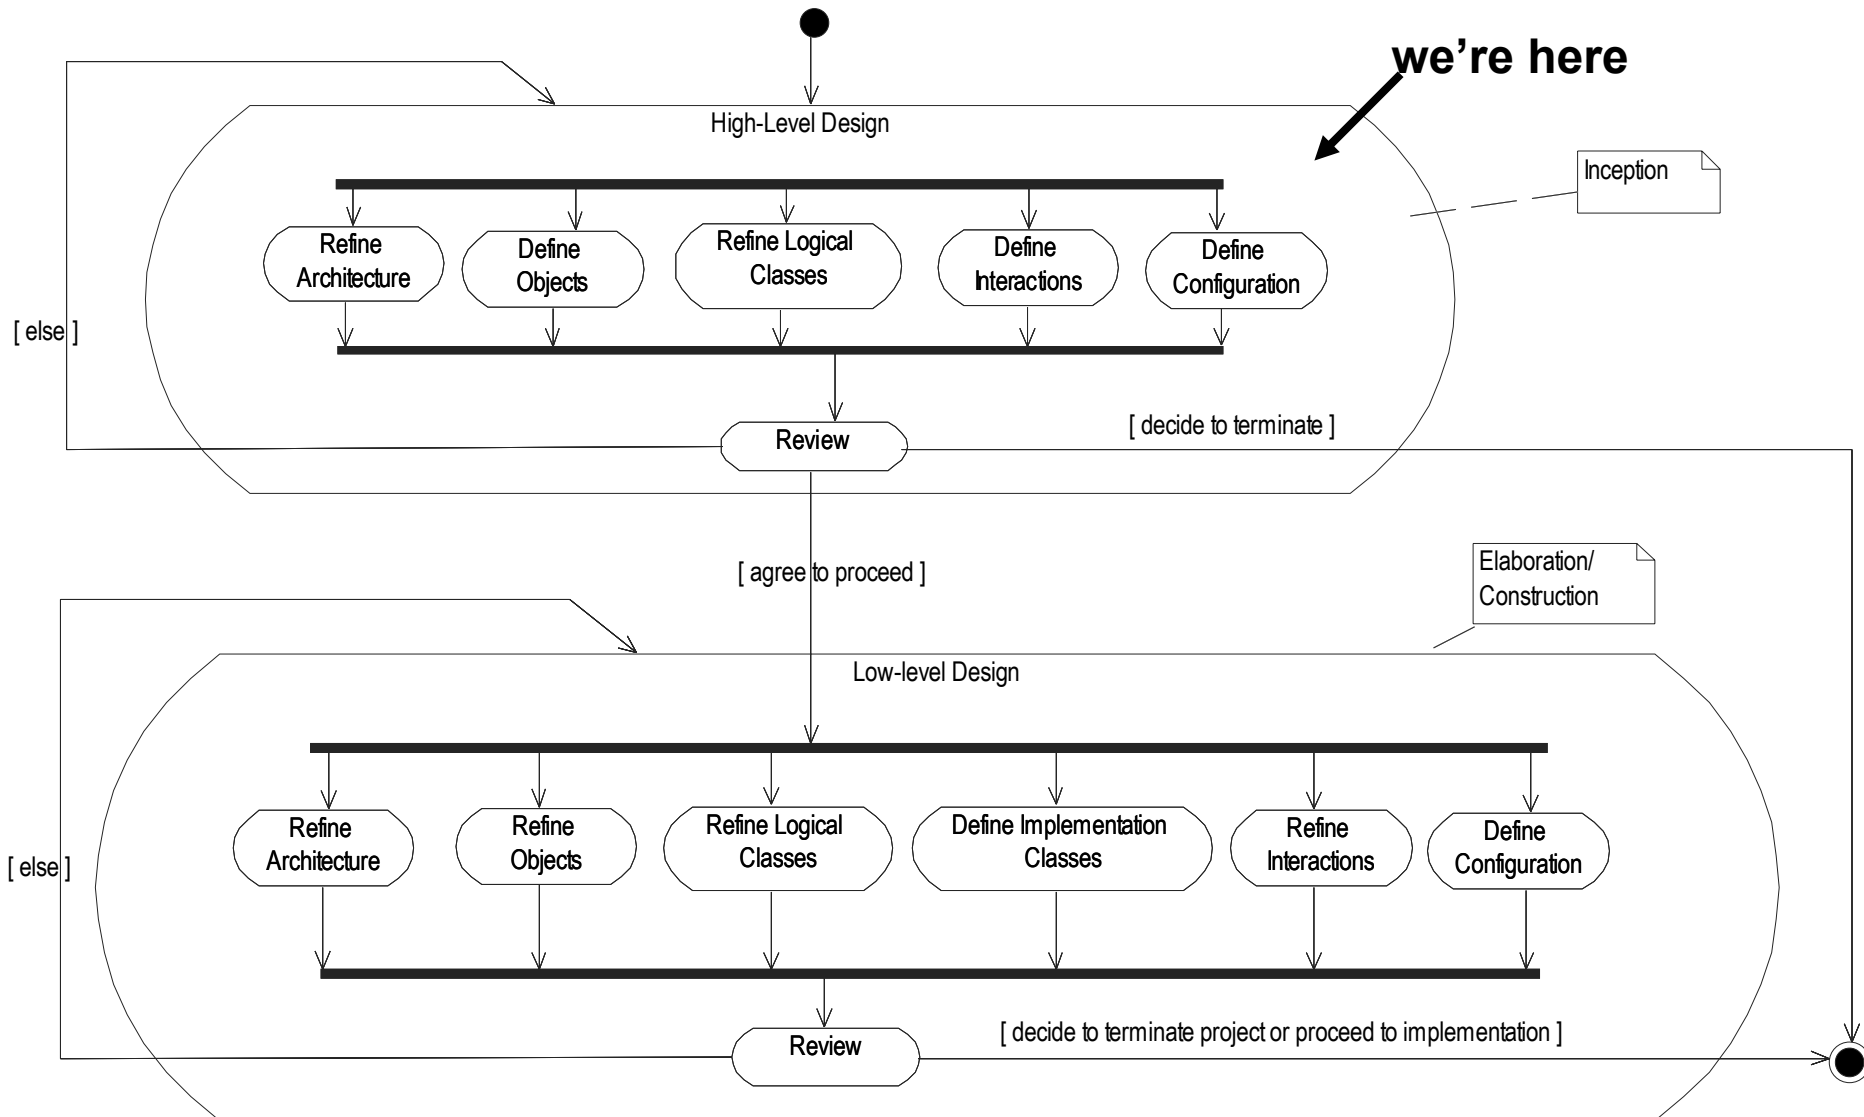 we're here
High-Level Design
Inception
Refine
Architecture
Define
Objects
Refine Logical
Classes
Define
Interactions
Define
Configuration
[ else ]
[ decide to terminate ]
Review
[ agree to proceed ]
Elaboration/
Construction
Low-level Design
Refine
Architecture
Refine
Objects
Refine Logical
Classes
Define Implementation
Classes
Refine
Interactions
Define
Configuration
[ else ]
[ decide to terminate project or proceed to implementation ]
Review